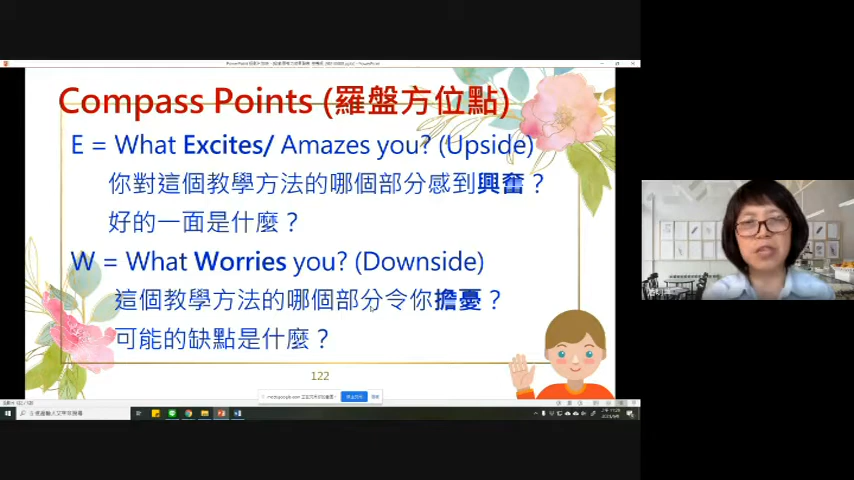 Compass Points (羅盤方位點)
E = What Excites/ Amazes you? (Upside)
你對這個教學方法的哪個部分感到興奮？
好的一面是什麼？
W = What Worries you? (Downside)
這個教學方法的哪個部分令你擔憂？
可能的缺點是什麼？
122